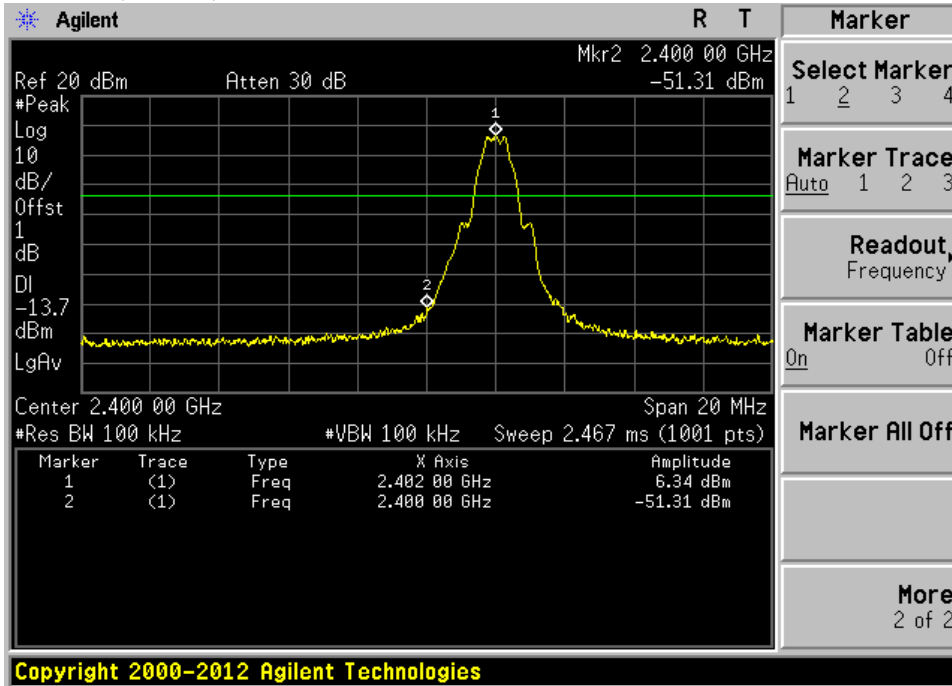 Agilent R T Marker
Mkr2 2.400 00 GHz
Ref 20 dBm Atten 30 dB -51.31 dBm
#Peak
Log
10
dB/
Offst
1
dB
DI
-13.7
dBm
LgAv
1
2
Center 2.400 00 GHz Span 20 MHz
#Res BW 100 kHz #VBW 100 kHz Sweep 2.467 ms (1001 pts)
Marker Trace Type X Axis Amplitude
1 (1) Freq 2.402 00 GHz 6.34 dBm
2 (1) Freq 2.400 00 GHz -51.31 dBm
Select Marker
1 2 3 4
Marker Trace
Auto 1 2 3
Readout
Frequency
Marker Table
On Off
Marker All Off
More
2 of 2
Copyright 2000-2012 Agilent Technologies